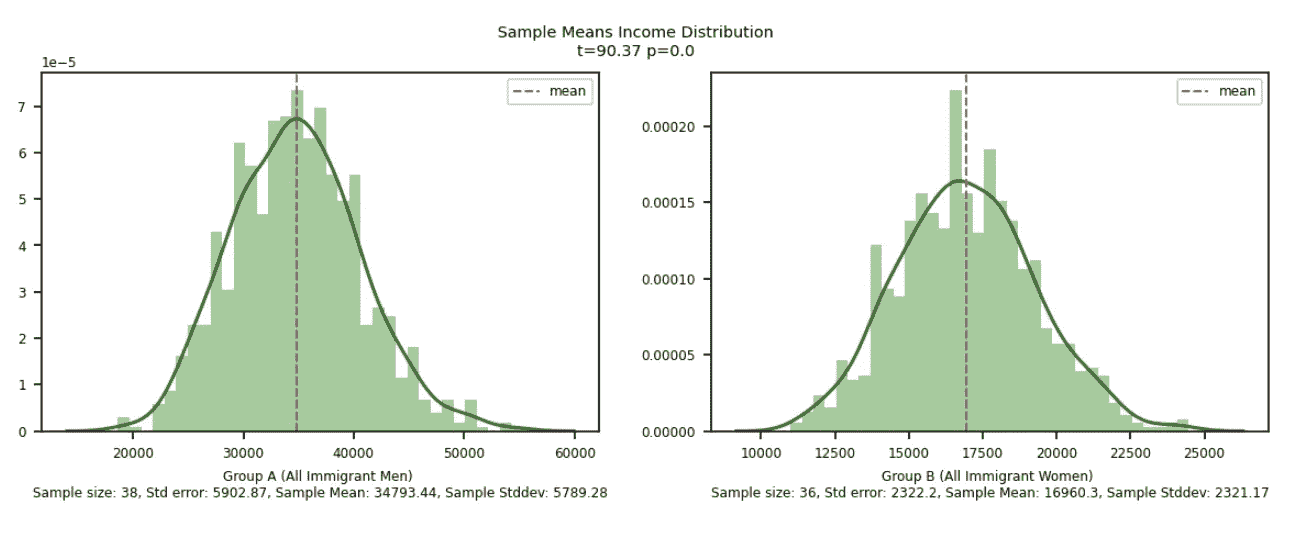 Sample Means Income Distribution
t=90.37 p=0.0
1e−5
mean
7
6
5
4
3
2
1
0
20000 30000 40000 50000 60000
Group A (All Immigrant Men)
Sample size: 38, Std error: 5902.87, Sample Mean: 34793.44, Sample Stddev: 5789.28
mean
0.00020
0.00015
0.00010
0.00005
0.00000
10000 12500 15000 17500 20000 22500 25000
Group B (All Immigrant Women)
Sample size: 36, Std error: 2322.2, Sample Mean: 16960.3, Sample Stddev: 2321.17